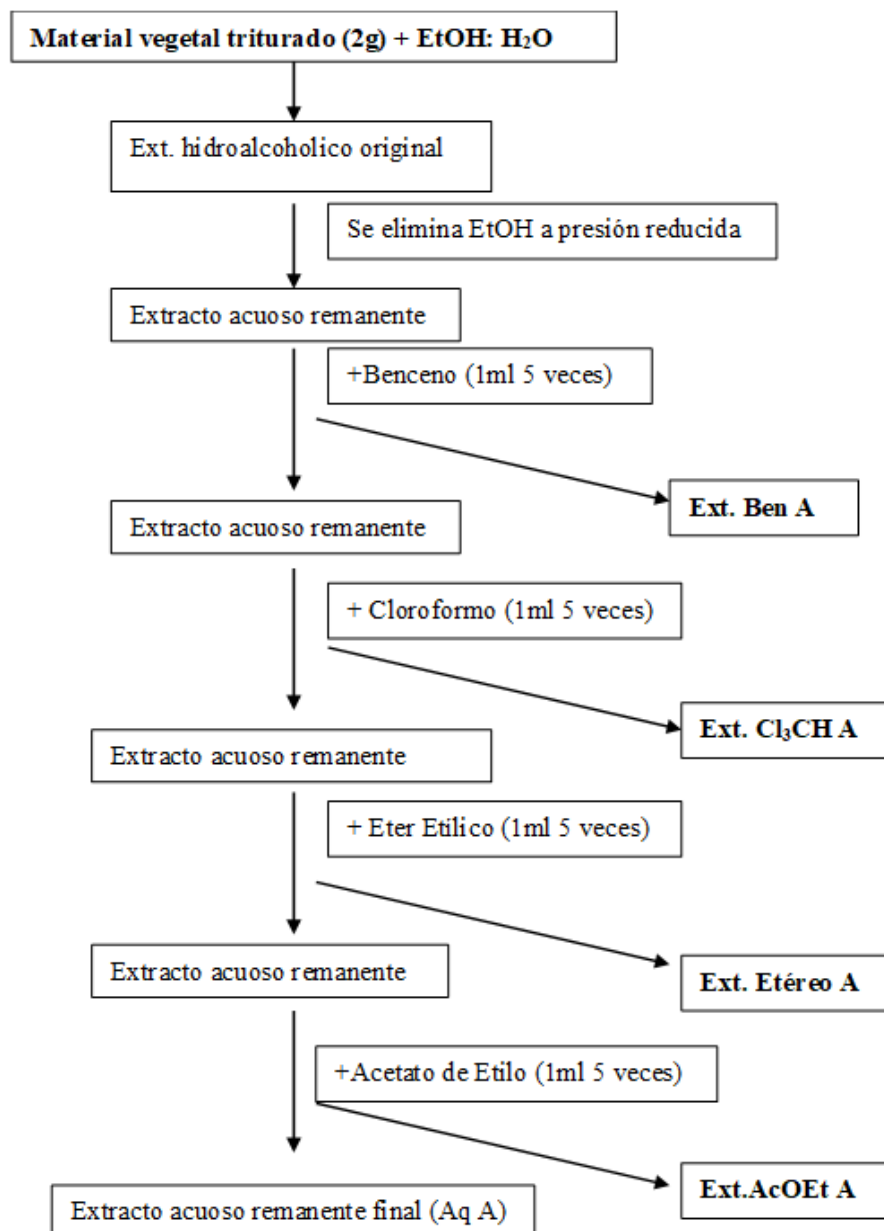 Material vegetal triturado (2g) + EtOH: H₂O
Ext. hidroalcoholico original
Se elimina EtOH a presión reducida
Extracto acuoso remanente
+Benceno (1ml 5 veces)
Ext. Ben A
Extracto acuoso remanente
+ Cloroformo (1ml 5 veces)
Ext. Cl₃CH A
Extracto acuoso remanente
+ Eter Etilico (1ml 5 veces)
Extracto acuoso remanente
Ext. Etéreo A
+Acetato de Etilo (1ml 5 veces)
Ext.AcOEt A
Extracto acuoso remanente final (Aq A)